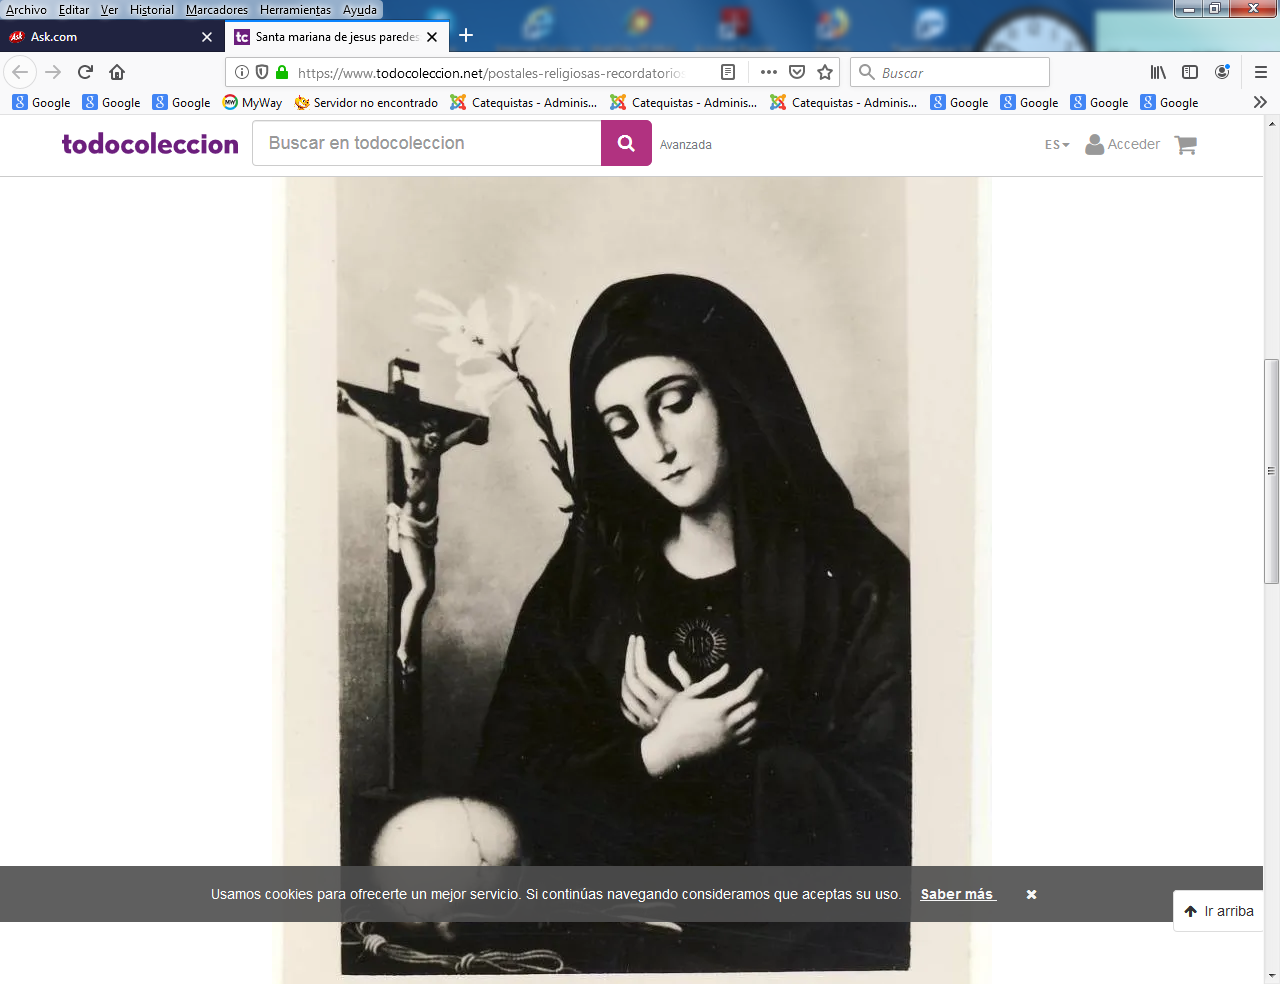 Archivo Editar Ver Historial Marcadores Herramientas Ayuda
Ask.com
tc Santa mariana de jesus paredes
https://www.todocoleccion.net/postales-religiosas-recordatorios
Buscar
Google Google Google MyWay Servidor no encontrado Catequistas - Adminis... Catequistas - Adminis... Catequistas - Adminis... Google Google Google Google
todocoleccion
Buscar en todocoleccion
Avanzada
ES
Acceder
Usamos cookies para ofrecerte un mejor servicio. Si continúas navegando consideramos que aceptas su uso. Saber más
Ir arriba